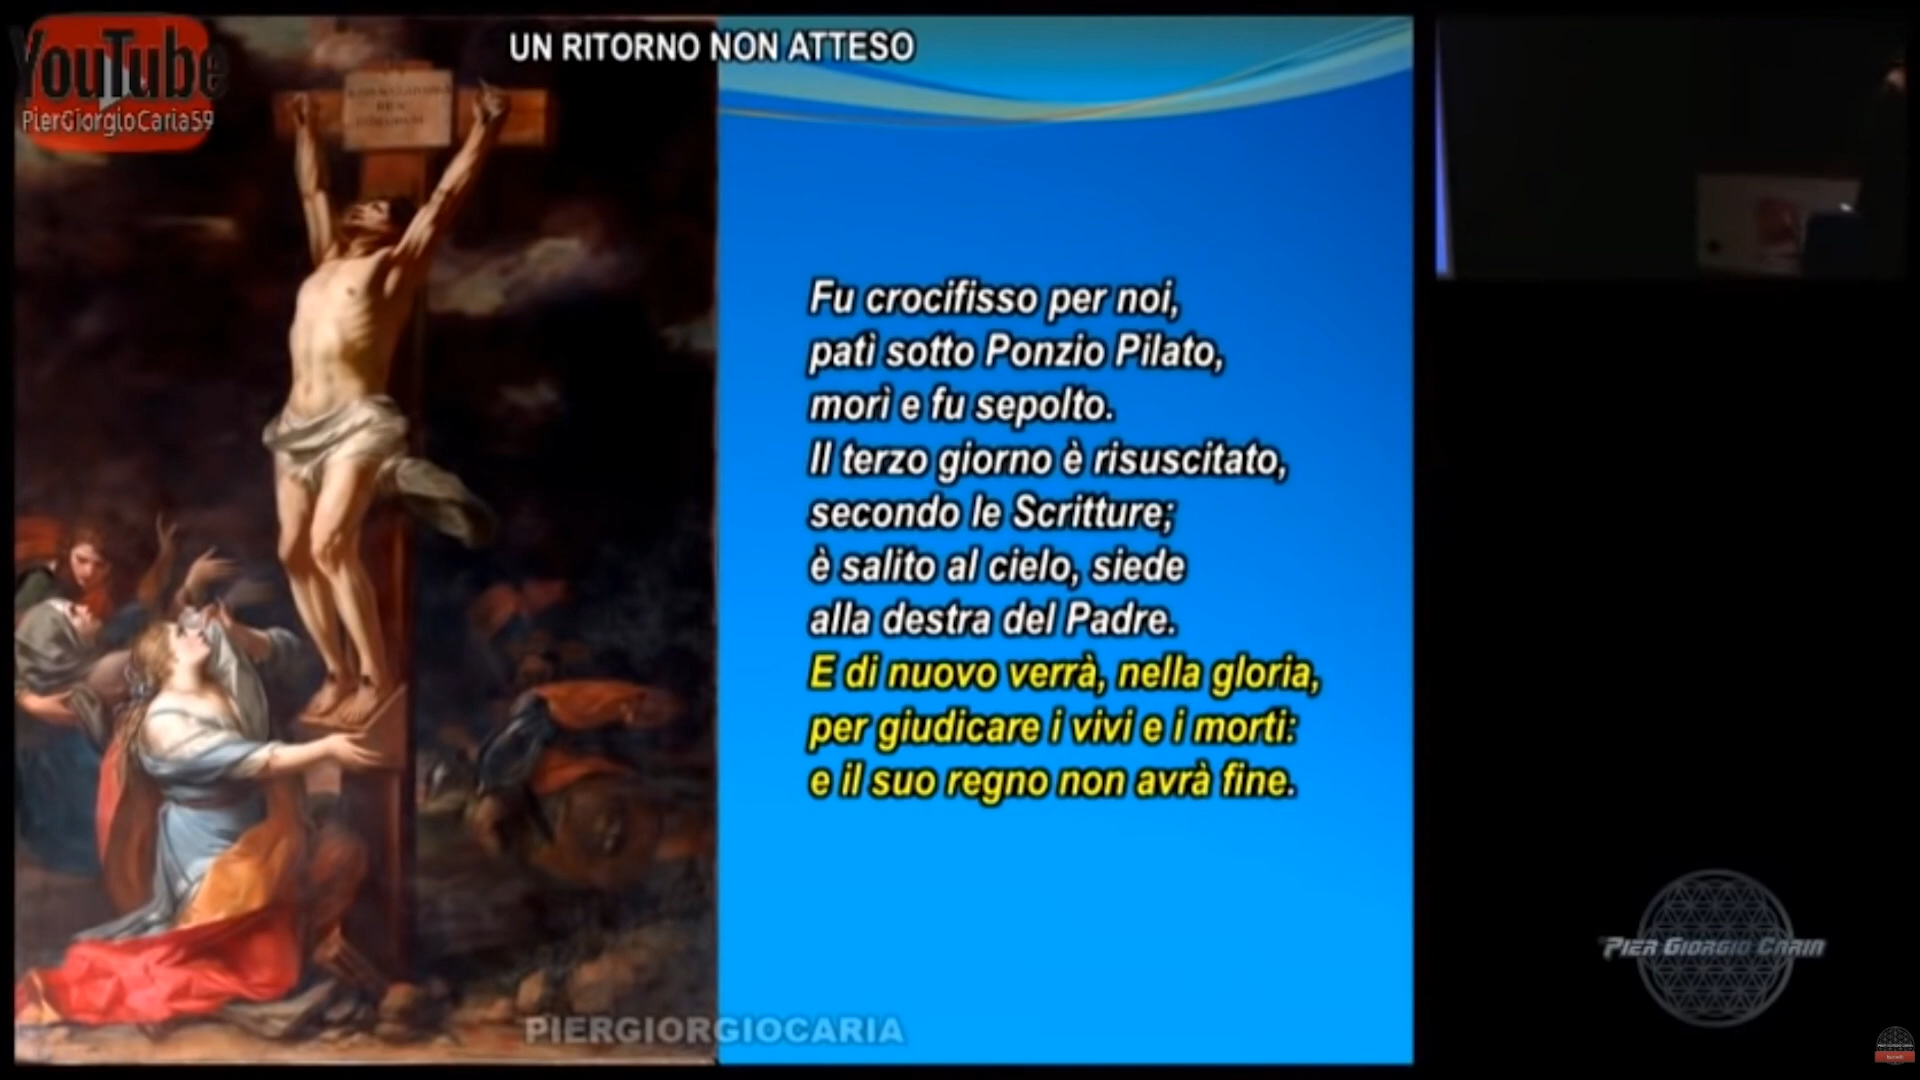 YouTube
PierGiorgioCaria59
UN RITORNO NON ATTESO
Fu crocifisso per noi,
patì sotto Ponzio Pilato,
morì e fu sepolto.
Il terzo giorno è risuscitato,
secondo le Scritture;
è salito al cielo, siede
alla destra del Padre.
E di nuovo verrà, nella gloria,
per giudicare i vivi e i morti:
e il suo regno non avrà fine.
PIERGIORGIOCARIA
PIER GIORGIO CARIA